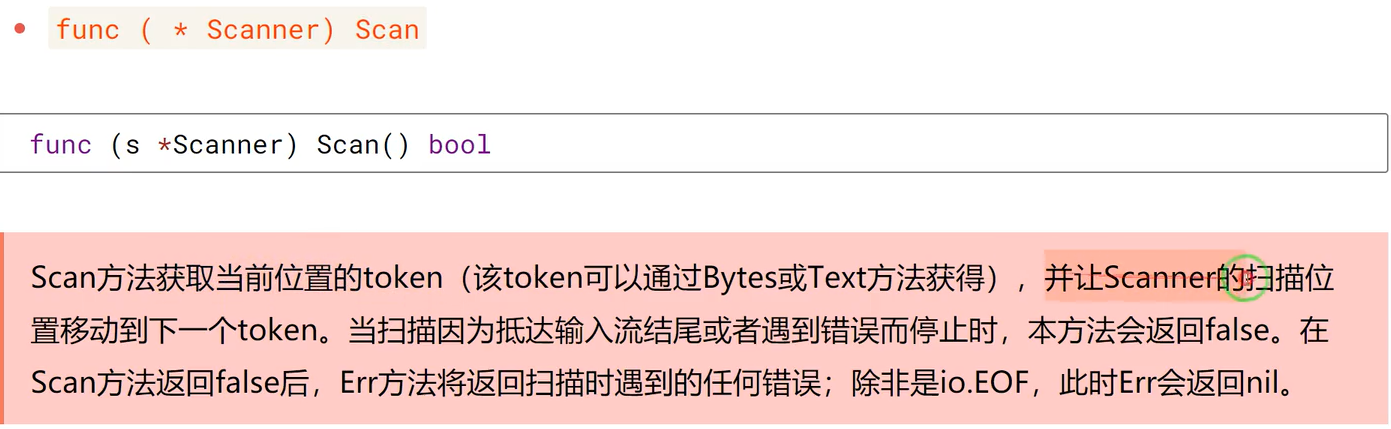 func ( * Scanner) Scan
func (s *Scanner) Scan() bool
Scan方法获取当前位置的token（该token可以通过Bytes或Text方法获得），并让Scanner的扫描位
置移动到下一个token。当扫描因为抵达输入流结尾或者遇到错误而停止时，本方法会返回false。在
Scan方法返回false后，Err方法将返回扫描时遇到的任何错误；除非是io.EOF，此时Err会返回nil。